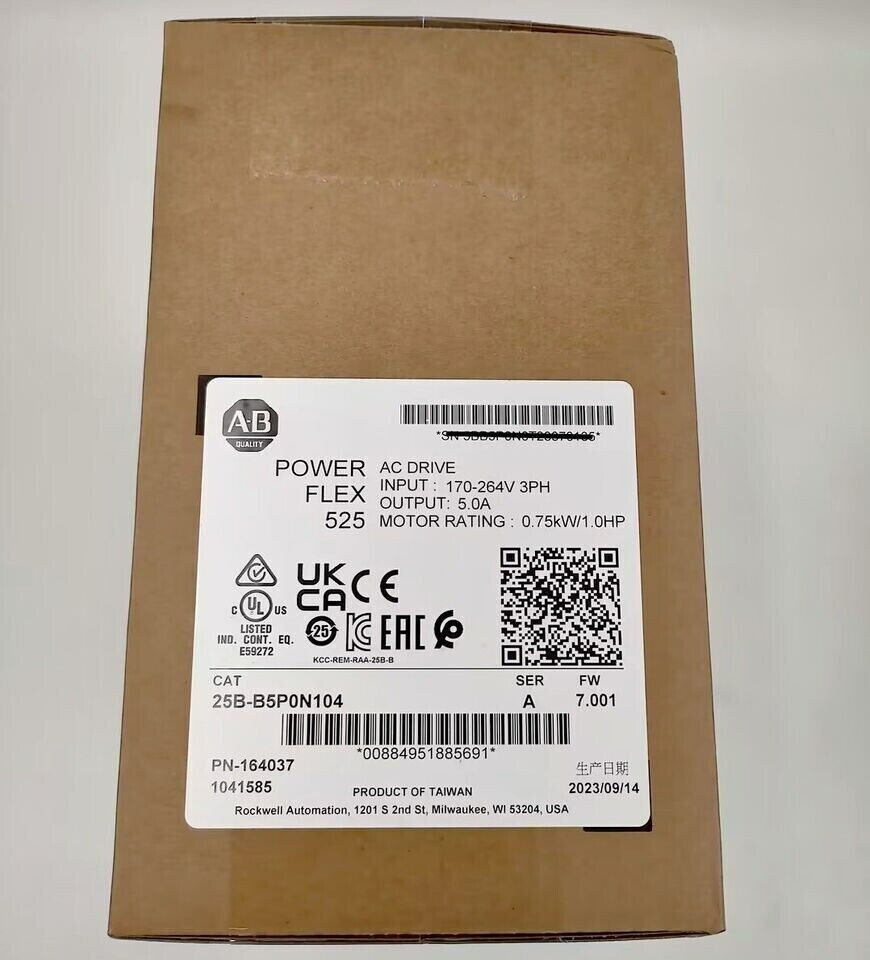 A-B
QUALITY
POWER
FLEX
525
AC DRIVE
INPUT : 170-264V 3PH
OUTPUT: 5.0A
MOTOR RATING : 0.75kW/1.0HP
UK
CA
CE
C UL US
LISTED
IND. CONT. EQ.
E59272
25
KC
EAC
KCC-REM-RAA-25B-B
CAT
SER
FW
25B-B5P0N104
A
7.001
*00884951885691*
PN-164037
1041585
PRODUCT OF TAIWAN
生产日期
2023/09/14
Rockwell Automation, 1201 S 2nd St, Milwaukee, WI 53204, USA